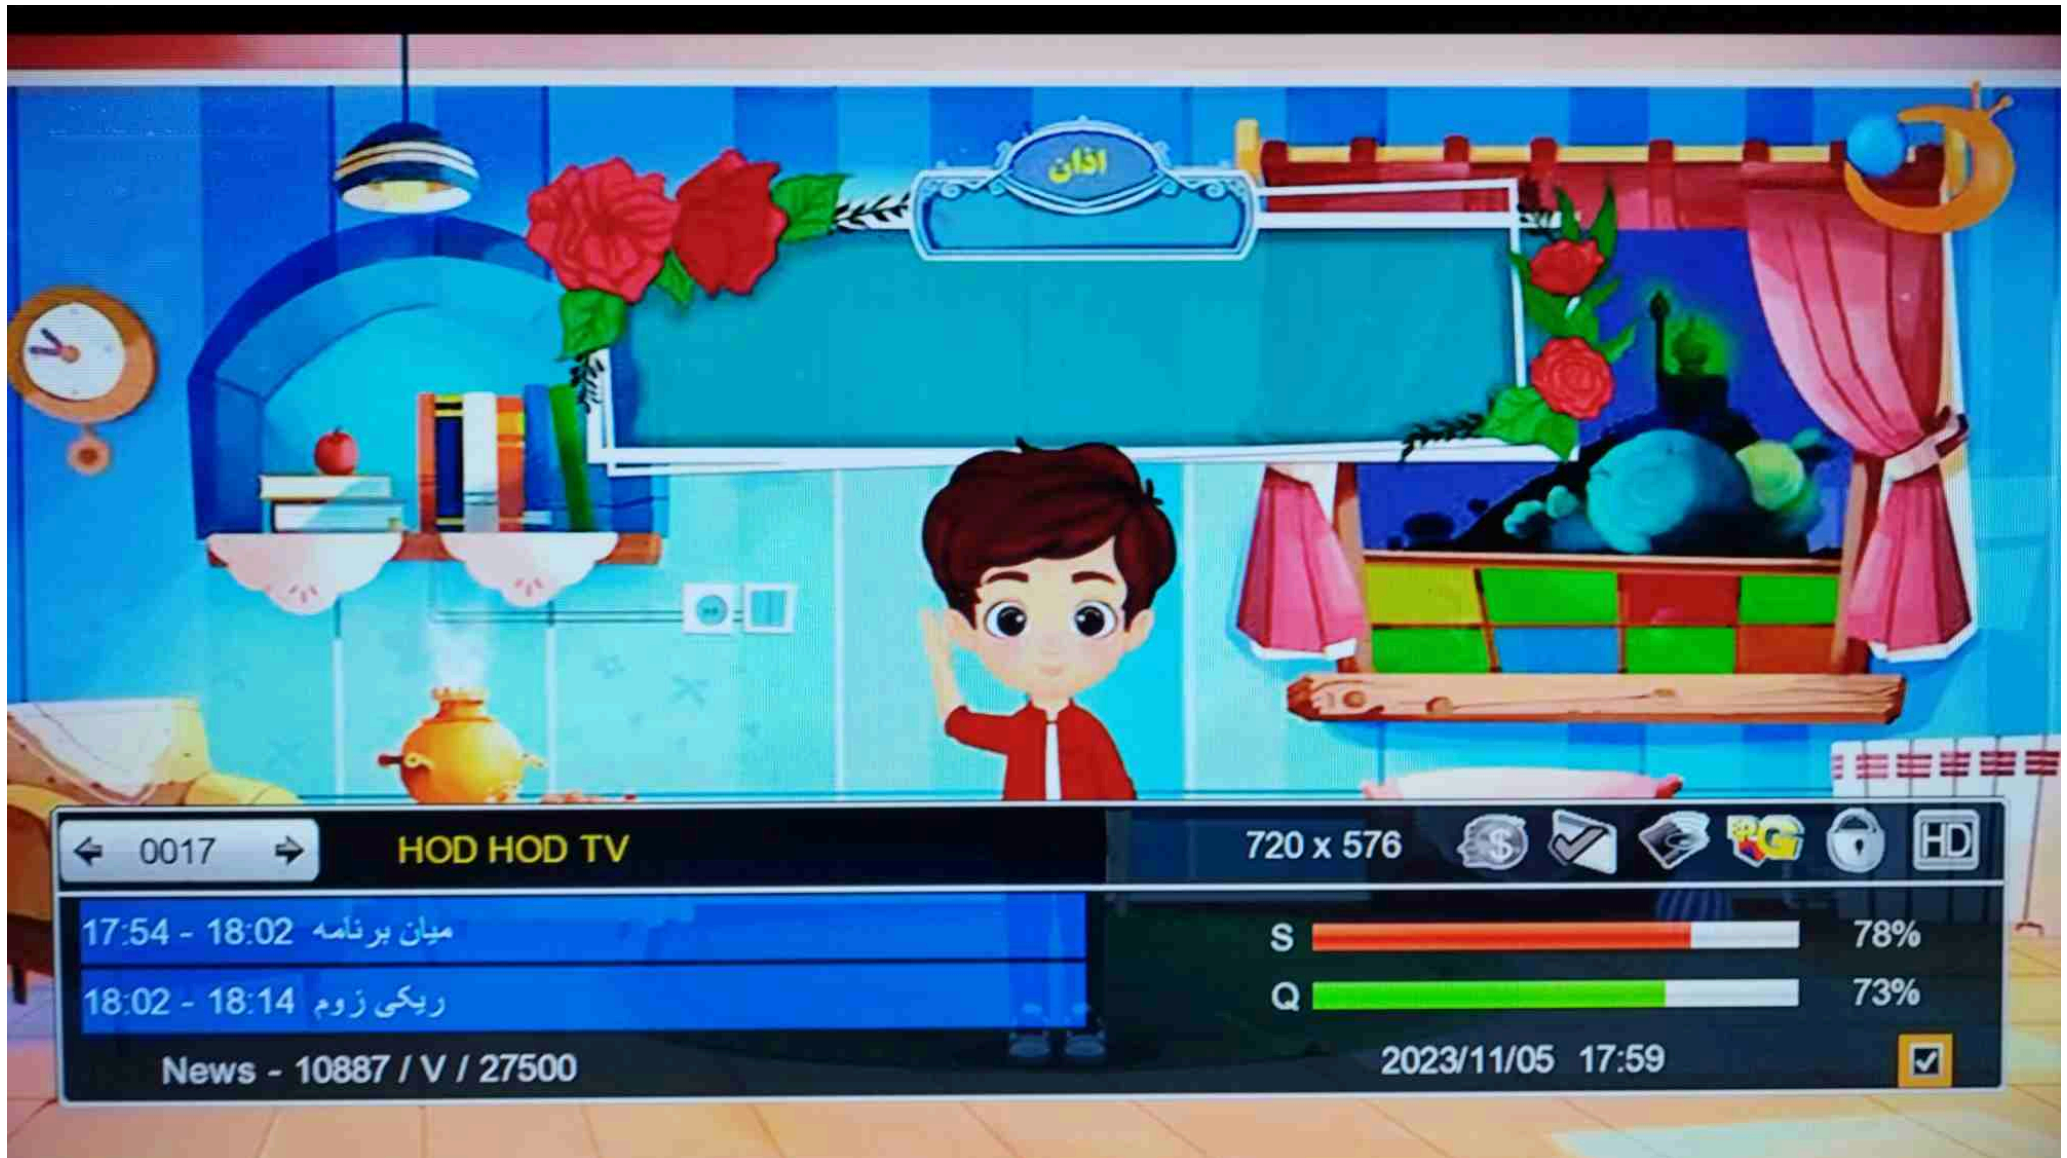 اذان
0017 HOD HOD TV 720 x 576 HD
17:54 - 18:02 میان برنامه
18:02 - 18:14 ریکی زوم
S 78%
Q 73%
News - 10887 / V / 27500
2023/11/05 17:59